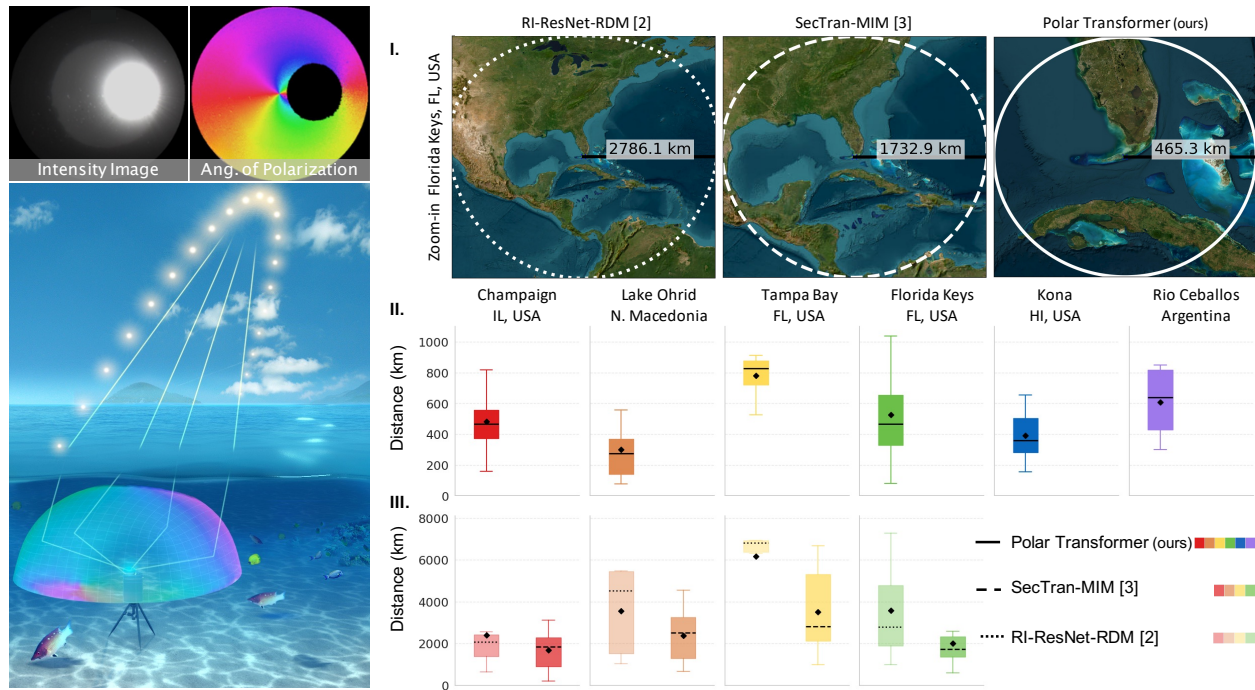 Intensity Image
Ang. of Polarization
I.
RI-ResNet-RDM [2]
SecTran-MIM [3]
Polar Transformer (ours)
Zoom-in Florida Keys, FL, USA
2786.1 km
1732.9 km
465.3 km
II.
Champaign
IL, USA
Lake Ohrid
N. Macedonia
Tampa Bay
FL, USA
Florida Keys
FL, USA
Kona
HI, USA
Rio Ceballos
Argentina
Distance (km)
1000
800
600
400
200
0
III.
Distance (km)
8000
6000
4000
2000
0
Polar Transformer (ours)
SecTran-MIM [3]
RI-ResNet-RDM [2]